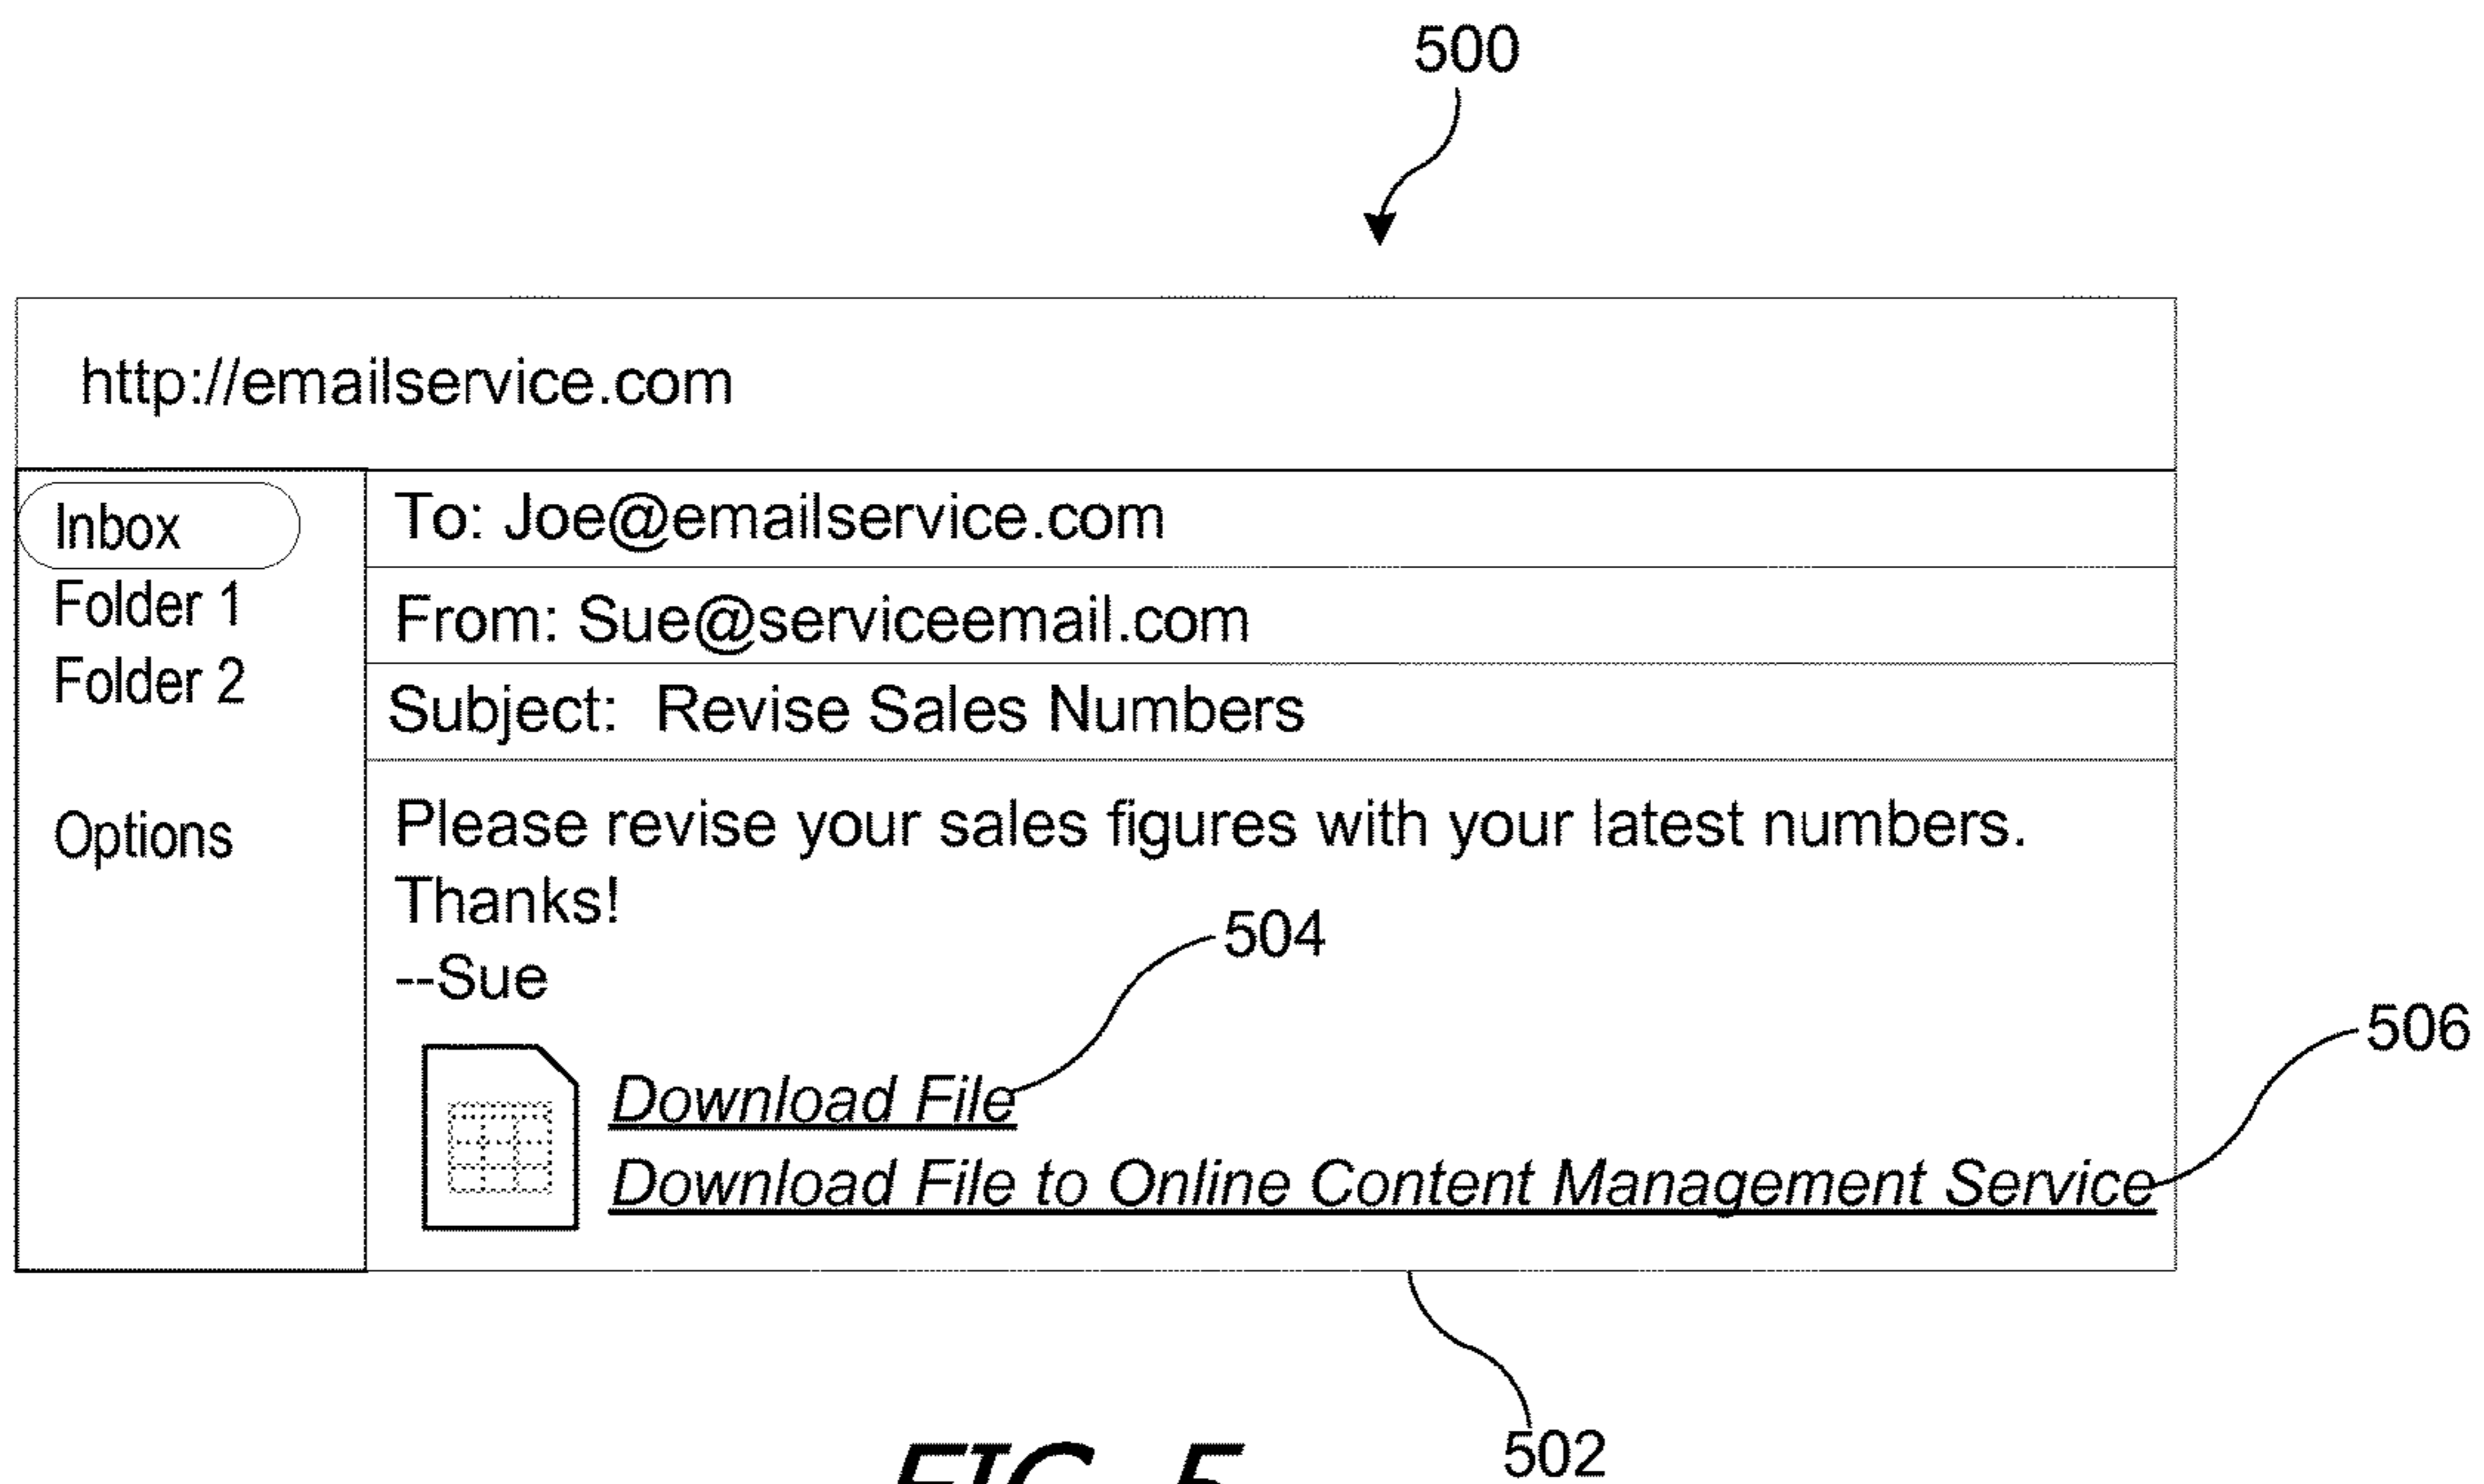 500
http://emailservice.com
Inbox
Folder 1
Folder 2
Options
To: Joe@emailservice.com
From: Sue@serviceemail.com
Subject: Revise Sales Numbers
Please revise your sales figures with your latest numbers.
Thanks!
--Sue
504
506
Download File
Download File to Online Content Management Service
502
FIG. 5